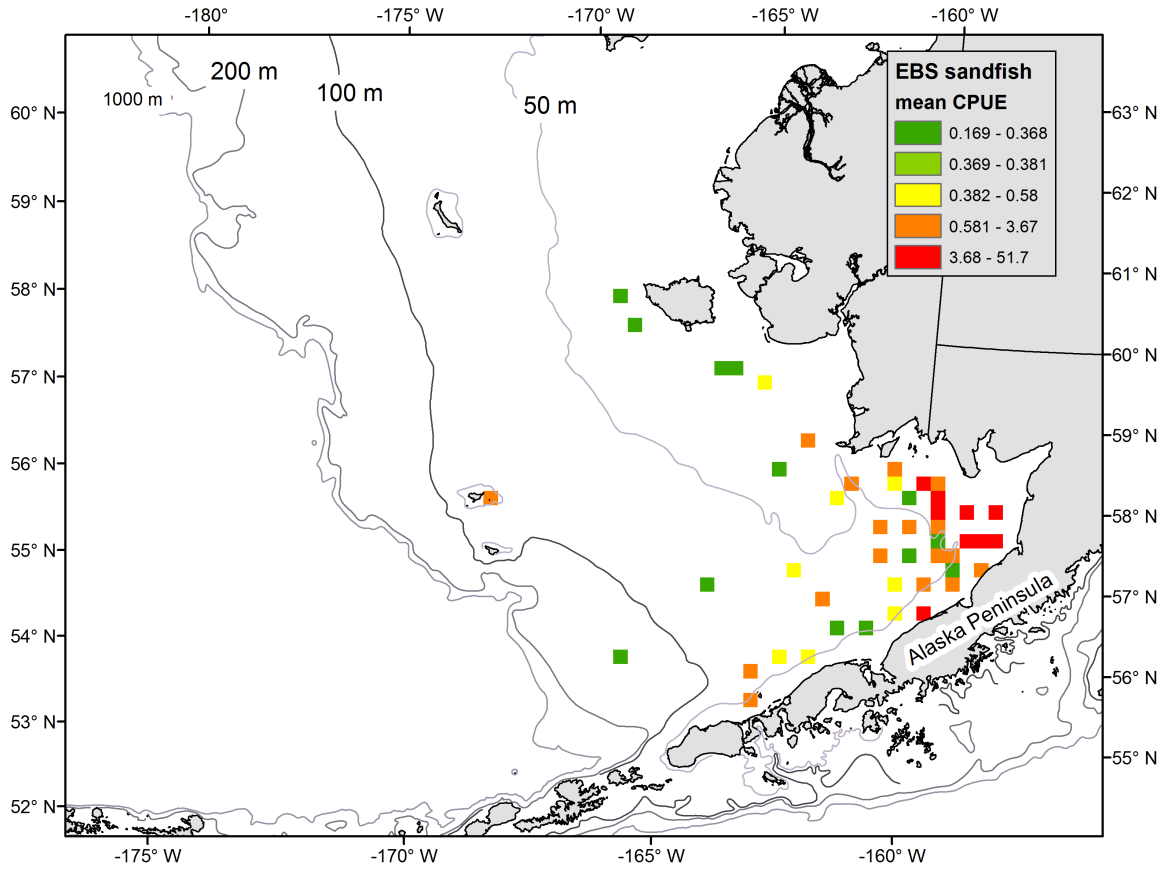 -180°
-175° W
-170° W
-165° W
-160° W
EBS sandfish
mean CPUE
0.169 - 0.368
0.369 - 0.381
0.382 - 0.58
0.581 - 3.67
3.68 - 51.7
200 m
1000 m
100 m
50 m
60° N
59° N
58° N
57° N
56° N
55° N
54° N
53° N
52° N
63° N
62° N
61° N
60° N
59° N
58° N
57° N
56° N
55° N
Alaska Peninsula
-175° W
-170° W
-165° W
-160° W